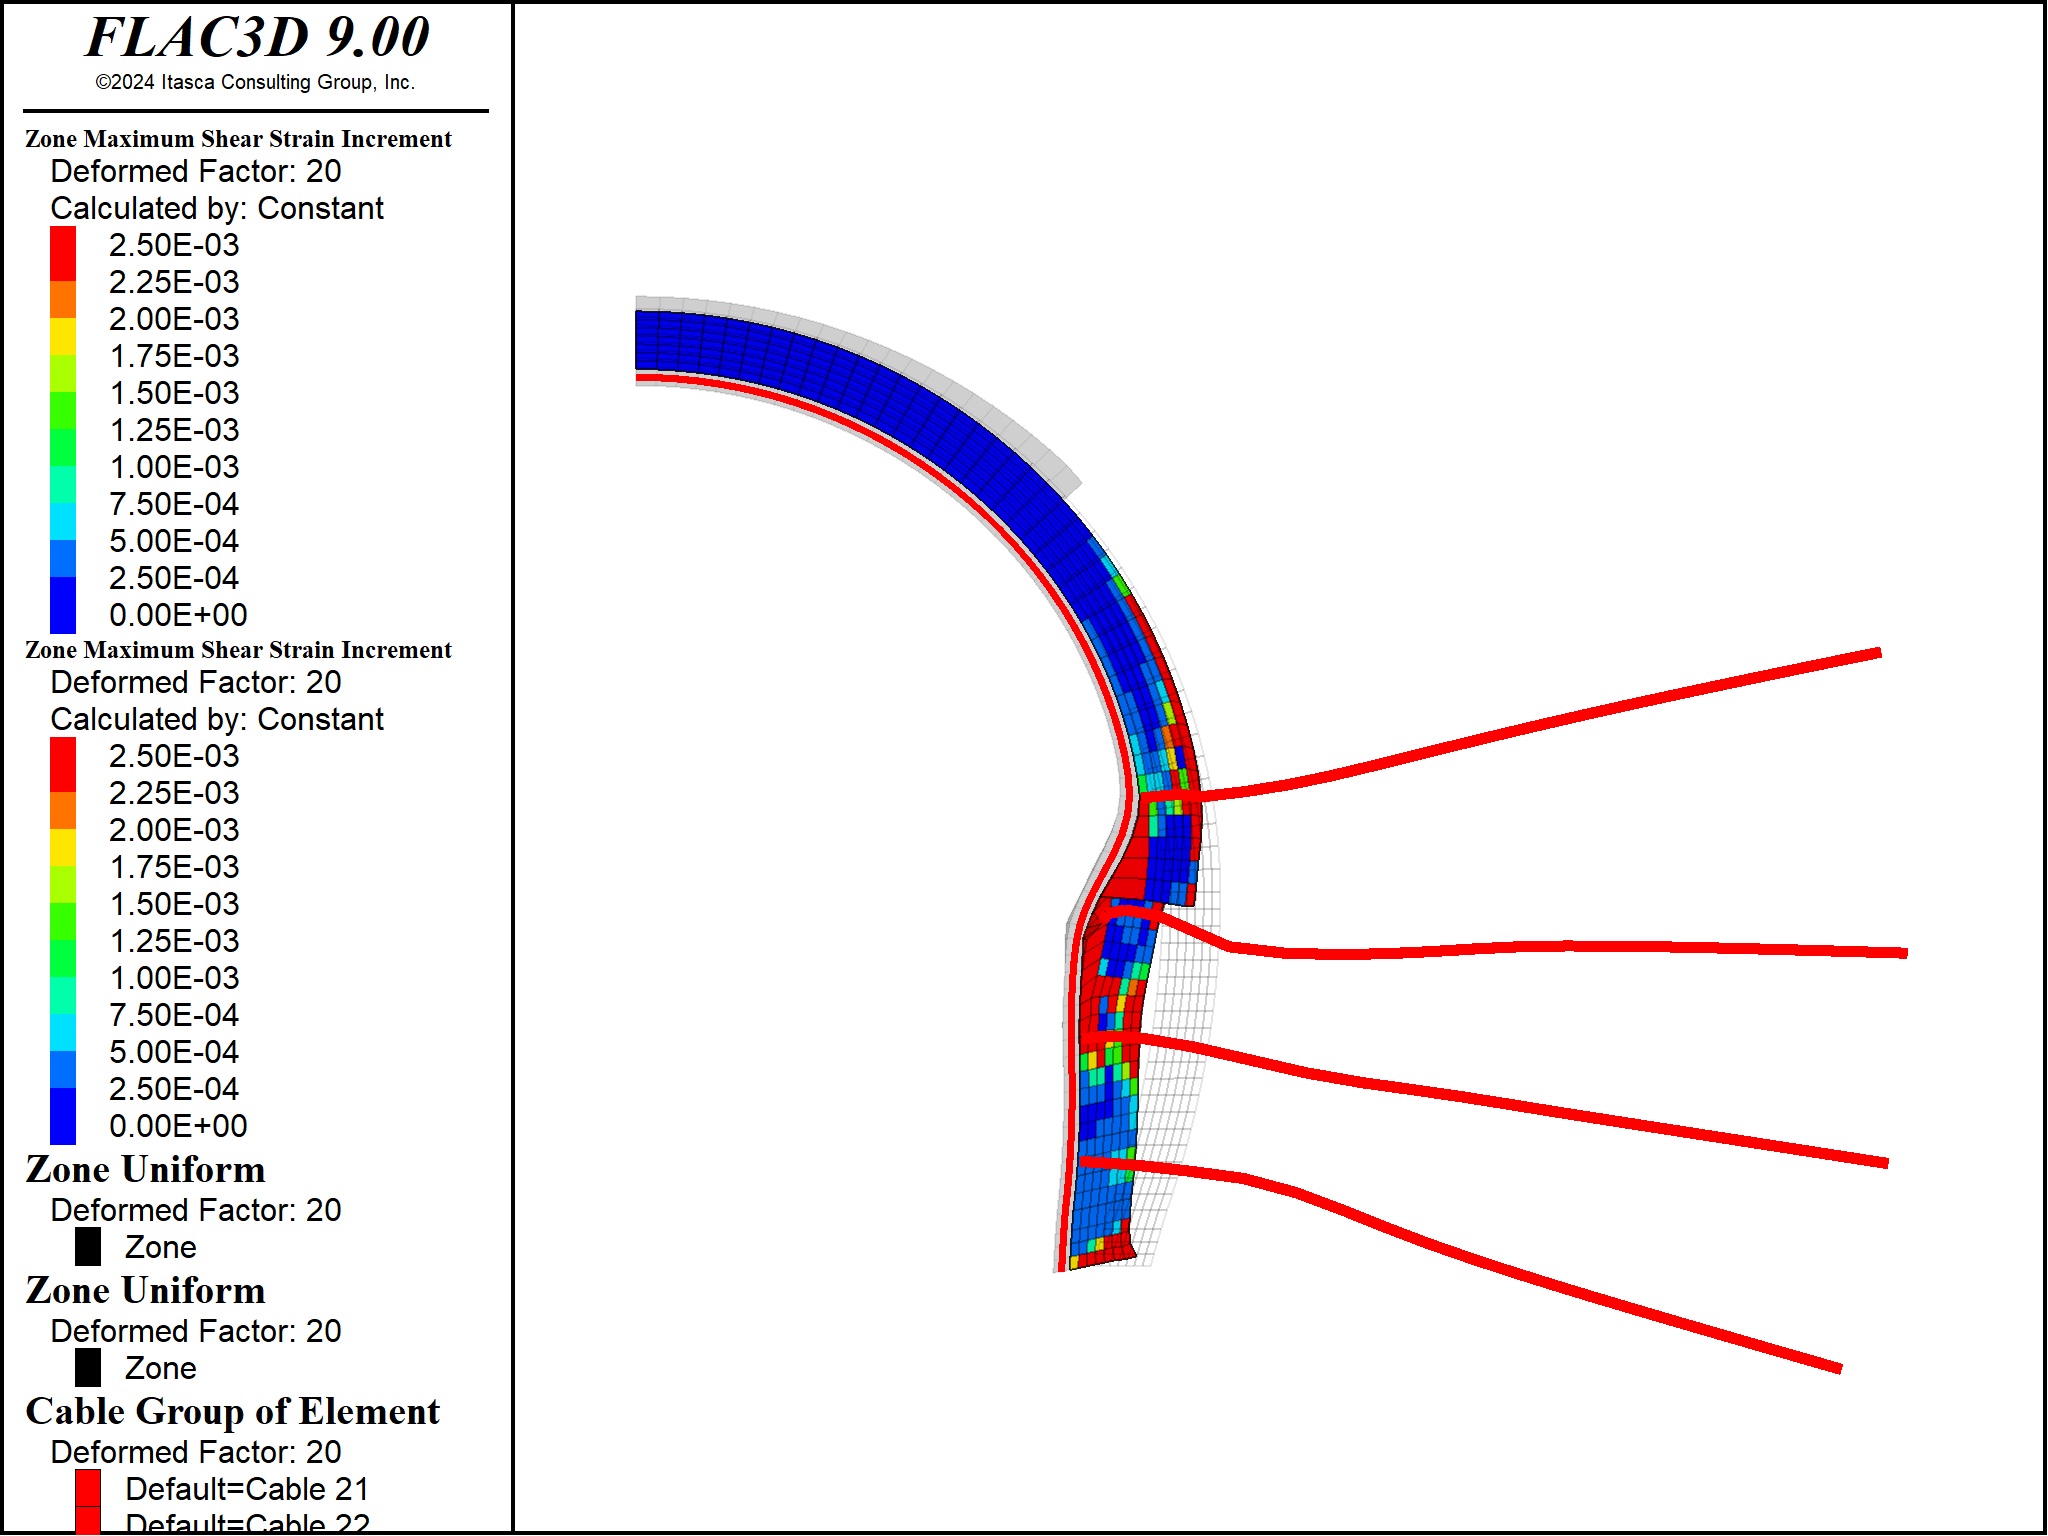 FLAC3D 9.00
©2024 Itasca Consulting Group, Inc.
Zone Maximum Shear Strain Increment
Deformed Factor: 20
Calculated by: Constant
2.50E-03
2.25E-03
2.00E-03
1.75E-03
1.50E-03
1.25E-03
1.00E-03
7.50E-04
5.00E-04
2.50E-04
0.00E+00
Zone Maximum Shear Strain Increment
Deformed Factor: 20
Calculated by: Constant
2.50E-03
2.25E-03
2.00E-03
1.75E-03
1.50E-03
1.25E-03
1.00E-03
7.50E-04
5.00E-04
2.50E-04
0.00E+00
Zone Uniform
Deformed Factor: 20
Zone
Zone Uniform
Deformed Factor: 20
Zone
Cable Group of Element
Deformed Factor: 20
Default=Cable 21
Default=Cable 22